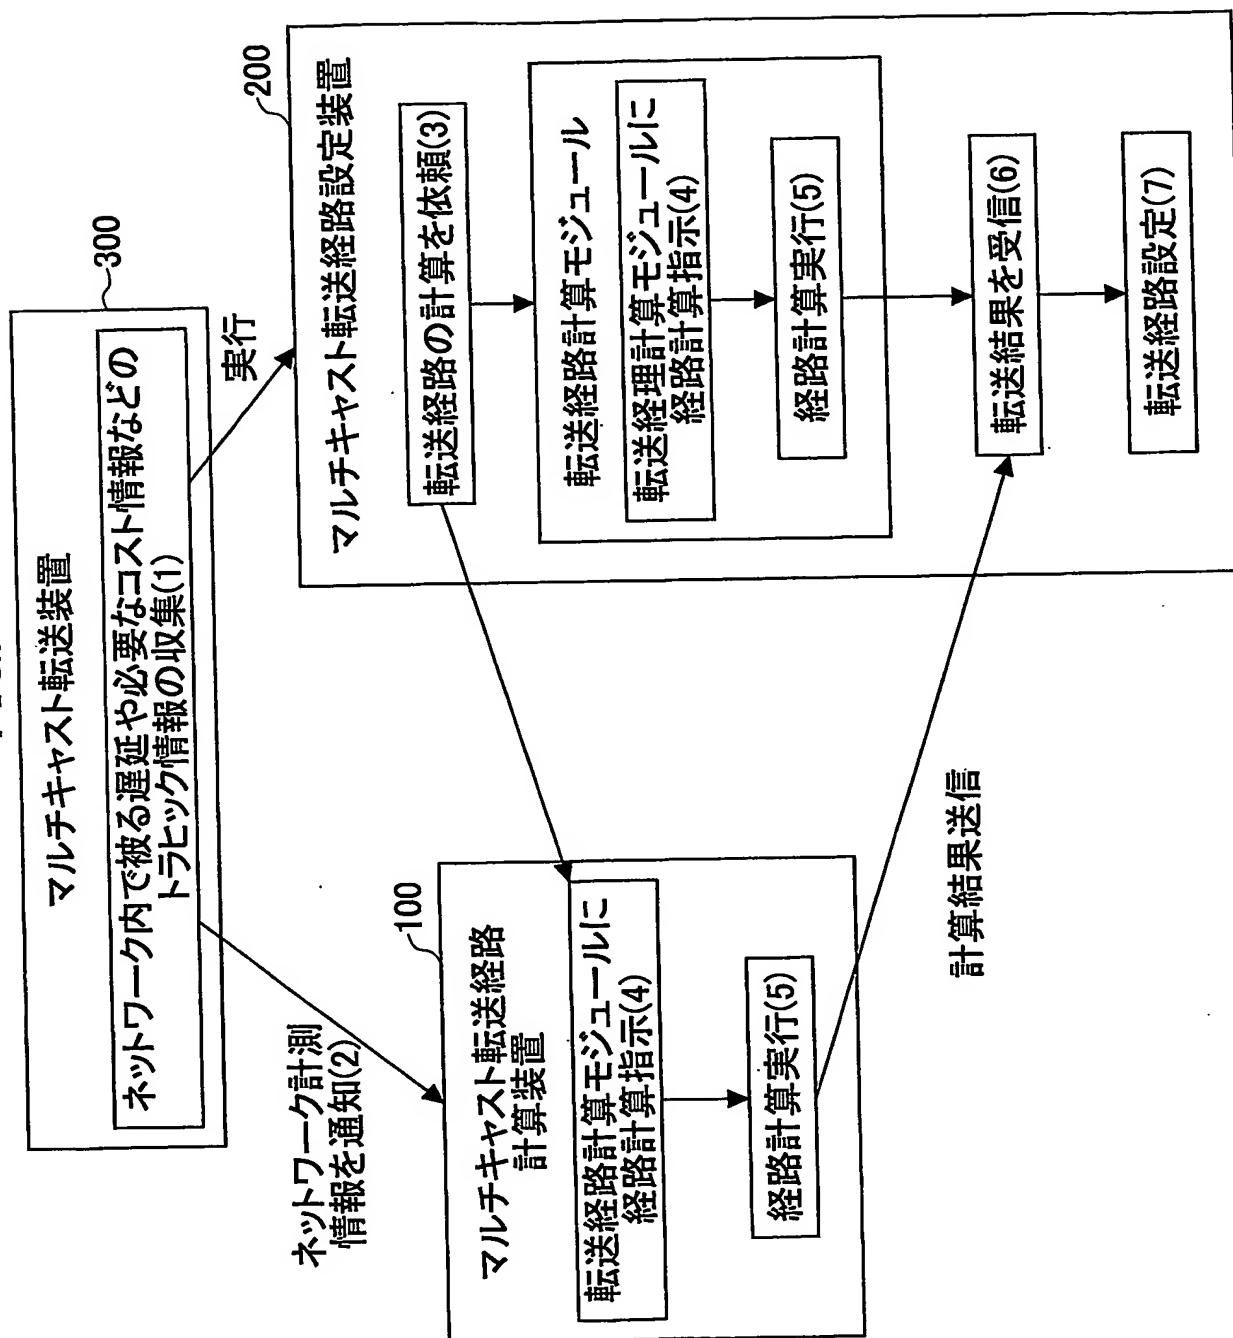 300
マルチキャスト転送装置
ネットワーク内で被る遅延や必要なコスト情報などの
トラヒック情報の収集(1)
実行
ネットワーク計測
情報を通知(2)
200
マルチキャスト転送経路設定装置
転送経路の計算を依頼(3)
転送経路計算モジュール
転送経理計算モジュールに
経路計算指示(4)
経路計算実行(5)
転送結果を受信(6)
転送経路設定(7)
100
マルチキャスト転送経路
計算装置
転送経路計算モジュールに
経路計算指示(4)
経路計算実行(5)
計算結果送信